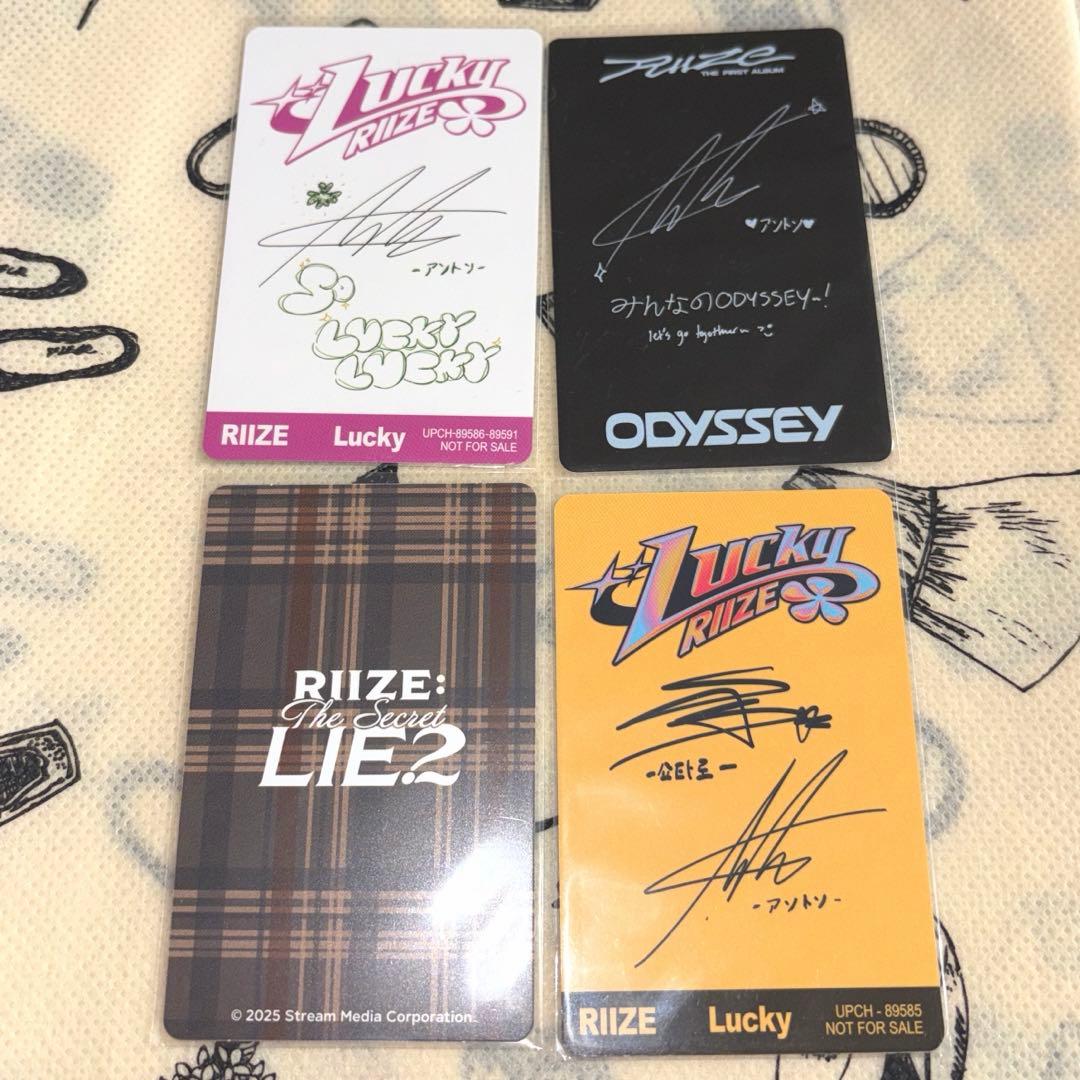 Lucky
RIIZE
-アントン-
So
LUCKY
LUCKY
RIIZE Lucky UPCH-89586-89591
NOT FOR SALE
RIIZE
THE FIRST ALBUM
♥アントン♥
みんなのODYSSEY~!
let's go together~
ODYSSEY
RIIZE:
The Secret
LIE?
© 2025 Stream Media Corporation.
Lucky
RIIZE
-쇼타로-
-アントン-
RIIZE Lucky UPCH - 89585
NOT FOR SALE